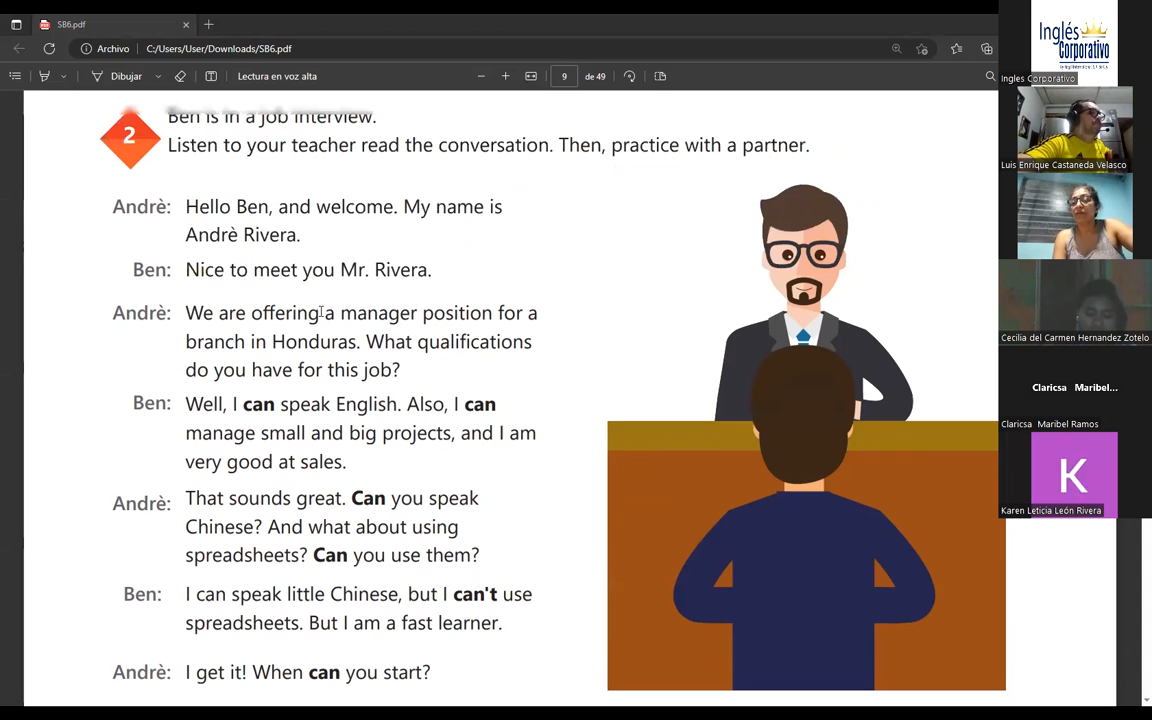 SB6.pdf
Archivo
C:/Users/User/Downloads/SB6.pdf
Dibujar
Lectura en voz alta
9
de 49
2
Ben is in a job interview.
Listen to your teacher read the conversation. Then, practice with a partner.
Andrè: Hello Ben, and welcome. My name is
Andrè Rivera.
Ben: Nice to meet you Mr. Rivera.
Andrè: We are offering a manager position for a
branch in Honduras. What qualifications
do you have for this job?
Ben: Well, I can speak English. Also, I can
manage small and big projects, and I am
very good at sales.
Andrè: That sounds great. Can you speak
Chinese? And what about using
spreadsheets? Can you use them?
Ben: I can speak little Chinese, but I can't use
spreadsheets. But I am a fast learner.
Andrè: I get it! When can you start?
Inglés
Corporativo
Ingles Corporativo
Luis Enrique Castaneda Velasco
Cecilia del Carmen Hernandez Zotelo
Claricsa Maribel...
Claricsa Maribel Ramos
K
Karen Leticia León Rivera